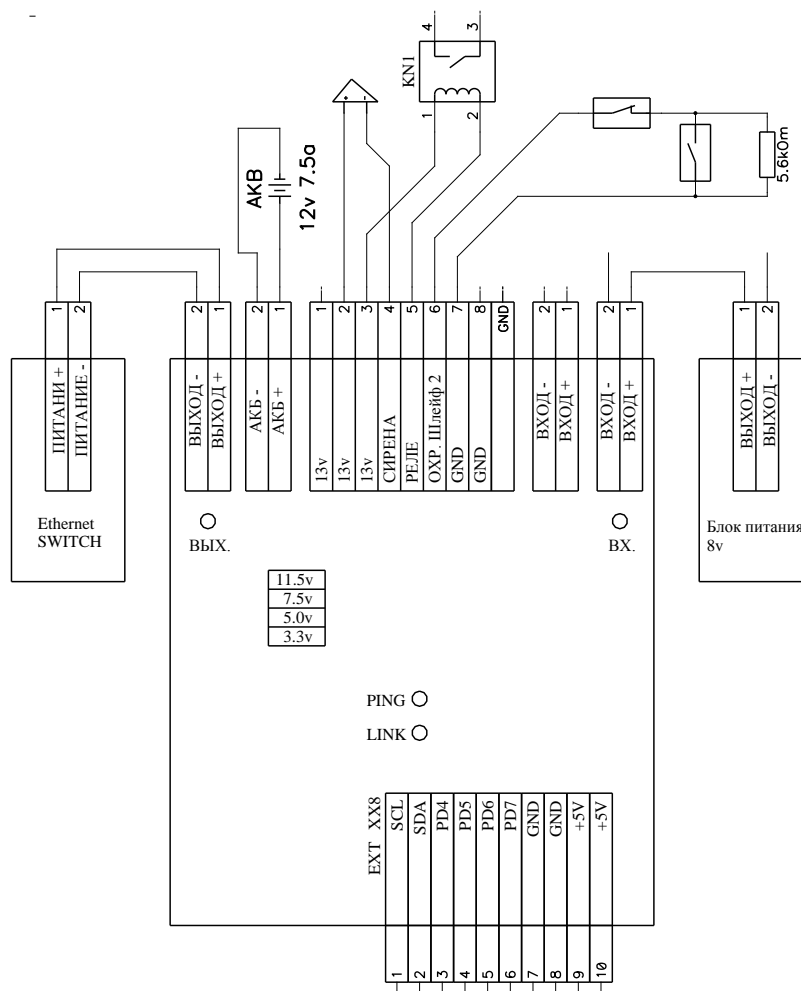 4
3
KN1
1
2
АКВ
12v 7.5a
5.6kOm
1
2
2
1
2
1
1
2
3
4
5
6
7
8
GND
2
1
2
1
1
2
ПИТАНИ +
ПИТАНИЕ -
ВЫХОД -
ВЫХОД +
АКБ -
АКБ +
13v
13v
13v
СИРЕНА
РЕЛЕ
ОХР. Шлейф 2
GND
GND
ВХОД -
ВХОД +
ВХОД -
ВХОД +
ВЫХОД +
ВЫХОД -
Ethernet
SWITCH
ВЫХ.
ВХ.
Блок питания
8v
11.5v
7.5v
5.0v
3.3v
PING
LINK
EXT XX8
SCL
SDA
PD4
PD5
PD6
PD7
GND
GND
+5V
+5V
1
2
3
4
5
6
7
8
9
10